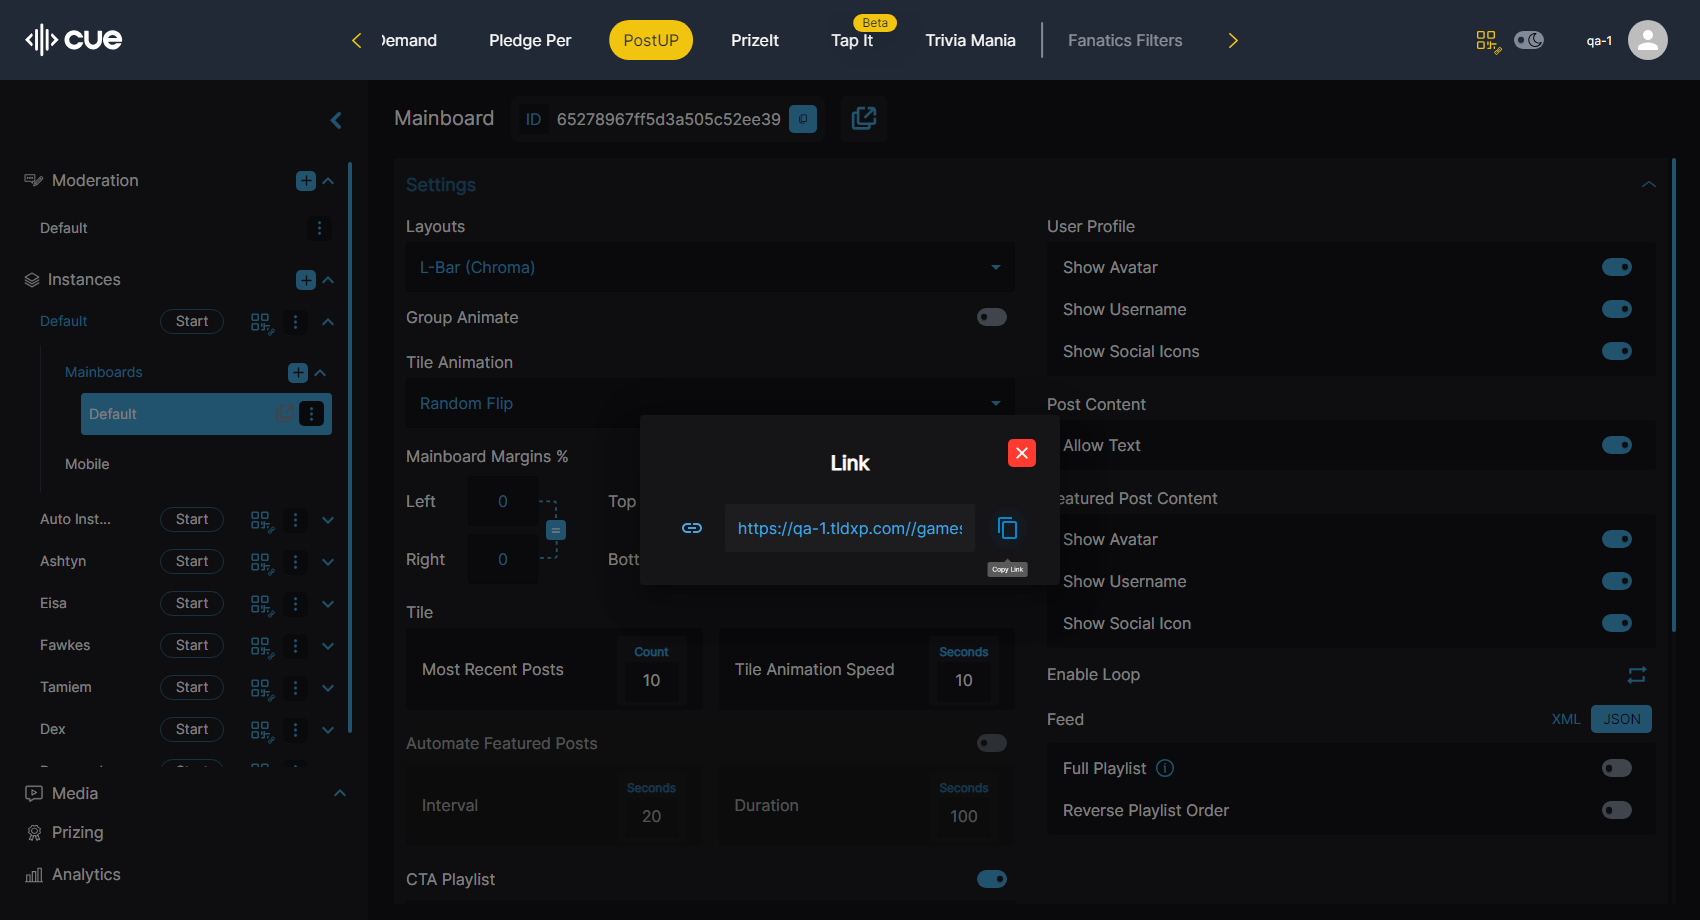 cue
Demand
Pledge Per
PostUP
PrizeIt
Beta
Tap It
Trivia Mania
Fanatics Filters
qa-1
Moderation
Default
Instances
Default
Start
Mainboards
Default
Mobile
Auto Inst...
Start
Ashtyn
Start
Eisa
Start
Fawkes
Start
Tamiem
Start
Dex
Start
Media
Prizing
Analytics
Mainboard
ID
65278967ff5d3a505c52ee39
Settings
Layouts
L-Bar (Chroma)
Group Animate
Tile Animation
Random Flip
Mainboard Margins %
Left
0
Top
Right
0
Bott
Tile
Most Recent Posts
Count
10
Tile Animation Speed
Seconds
10
Automate Featured Posts
Interval
Seconds
20
Duration
Seconds
100
CTA Playlist
User Profile
Show Avatar
Show Username
Show Social Icons
Post Content
Allow Text
eatured Post Content
Show Avatar
Show Username
Show Social Icon
Enable Loop
Feed
XML
JSON
Full Playlist
Reverse Playlist Order
Link
https://qa-1.tldxp.com//games
Copy Link